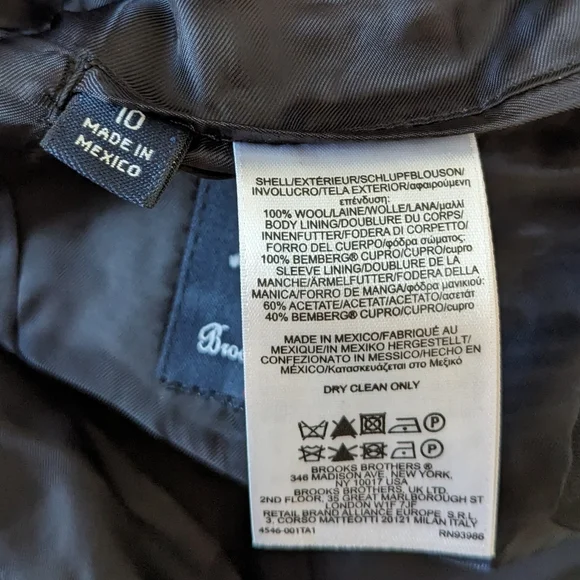 10
MADE IN
MEXICO
SHELL/EXTÉRIEUR/SCHLUPFBLOUSON/
INVOLUCRO/TELA EXTERIOR/αφαιρούμενη
επένδυση:
100% WOOL/LAINE/WOLLE/LANA/μαλλί
BODY LINING/DOUBLURE DU CORPS/
INNENFUTTER/FODERA DI CORPETTO/
FORRO DEL CUERPO/φόδρα σώματος:
100% BEMBERG® CUPRO/CUPRO/cupro
SLEEVE LINING/DOUBLURE DE LA
MANCHE/ÄRMELFUTTER/FODERA DELLA
MANICA/FORRO DE MANGA/φόδρα μανικιού:
60% ACETATE/ACETAT/ACETATO/ασετάτ
40% BEMBERG® CUPRO/CUPRO/cupro
MADE IN MEXICO/FABRIQUÉ AU
MEXIQUE/IN MEXIKO HERGESTELLT/
CONFEZIONATO IN MESSICO/HECHO EN
MÉXICO/Κατασκευάζεται στο Μεξικό
DRY CLEAN ONLY
BROOKS BROTHERS ®
346 MADISON AVE. NEW YORK,
NY 10017 USA
BROOKS BROTHERS, UK LTD.
2ND FLOOR, 35 GREAT MARLBOROUGH ST
LONDON W1F 7JF
RETAIL BRAND ALLIANCE EUROPE S.R.L
3. CORSO MATTEOTTI 20121 MILAN ITALY
4546-001TA1
RN93986